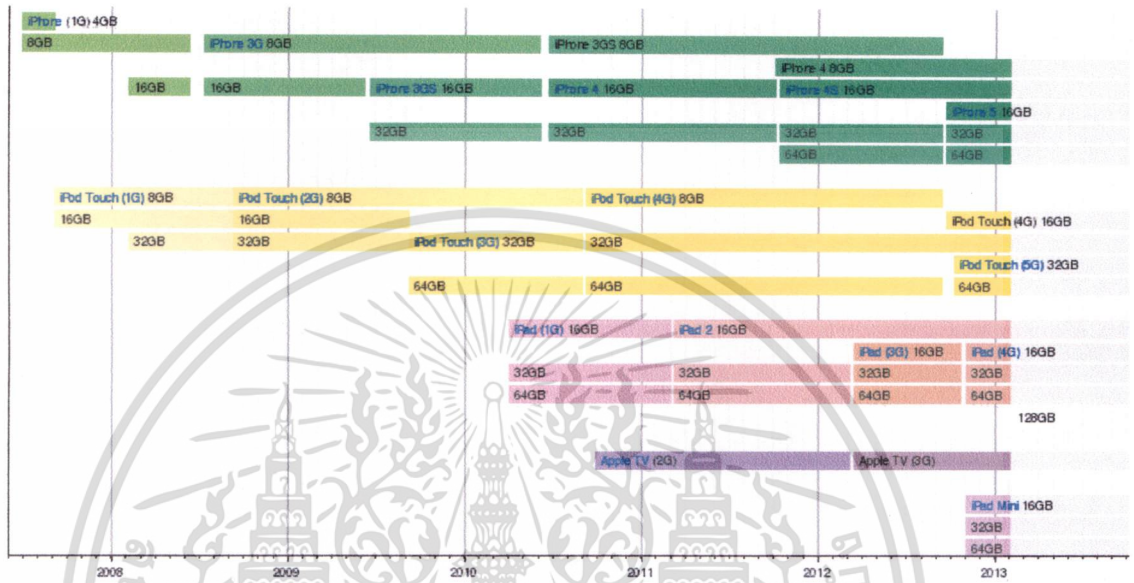 iPhone (1G) 4GB
8GB iPhone 3G 8GB iPhone 3GS 8GB
iPhone 4 8GB
16GB 16GB iPhone 3GS 16GB iPhone 4 16GB iPhone 4S 16GB
iPhone 5 16GB
32GB 32GB 32GB 32GB
64GB 64GB
iPod Touch (1G) 8GB iPod Touch (2G) 8GB iPod Touch (4G) 8GB
16GB 16GB iPod Touch (4G) 16GB
32GB 32GB iPod Touch (3G) 32GB 32GB
iPod Touch (5G) 32GB
64GB 64GB 64GB
iPad (1G) 16GB iPad 2 16GB
iPad (3G) 16GB iPad (4G) 16GB
32GB 32GB 32GB 32GB
64GB 64GB 64GB 64GB
128GB
Apple TV (2G) Apple TV (3G)
iPad Mini 16GB
32GB
64GB
2008 2009 2010 2011 2012 2013